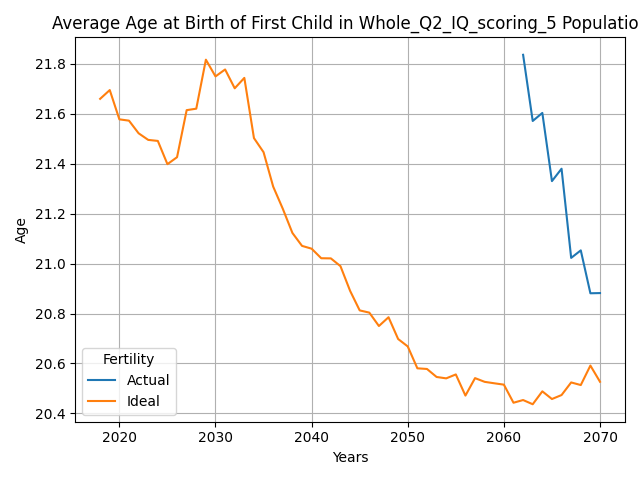 Average Age at Birth of First Child in Whole_Q2_IQ_scoring_5 Populatio
21.8
21.6
21.4
21.2
21.0
20.8
20.6
20.4
Age
Fertility
Actual
Ideal
2020 2030 2040 2050 2060 2070
Years